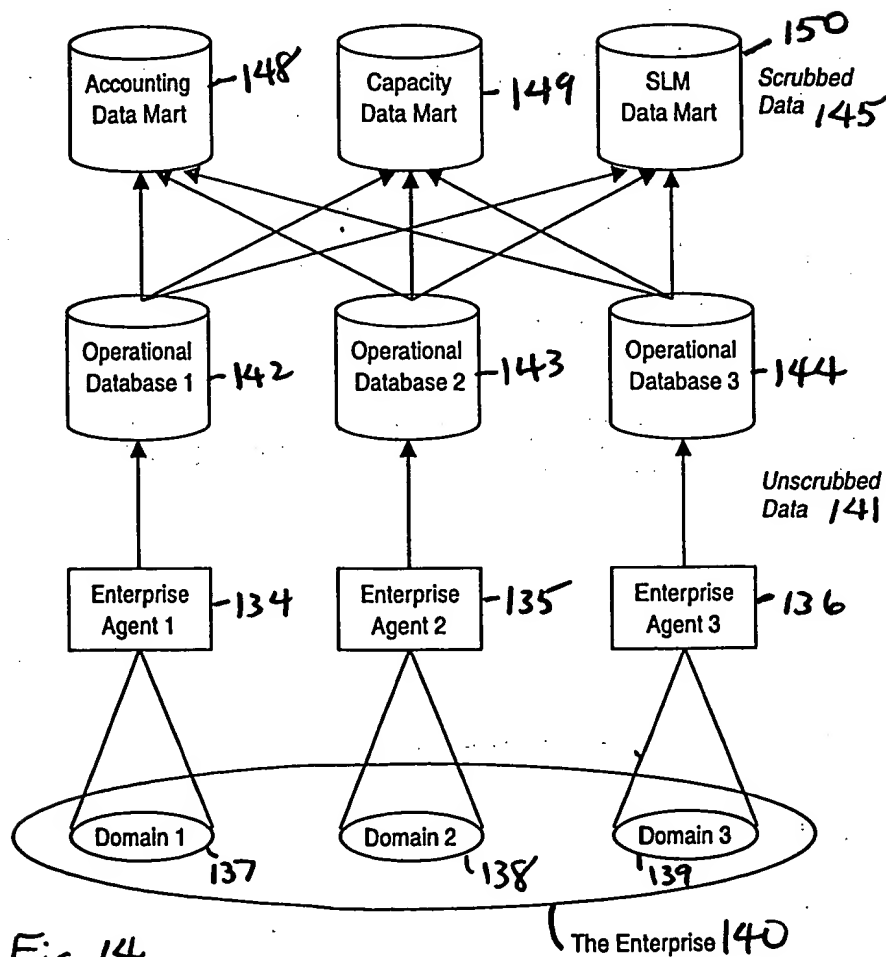 Accounting
Data Mart
148
Capacity
Data Mart
149
SLM
Data Mart
150
Scrubbed
Data 145
Operational
Database 1
142
Operational
Database 2
143
Operational
Database 3
144
Unscrubbed
Data 141
Enterprise
Agent 1
134
Enterprise
Agent 2
135
Enterprise
Agent 3
136
Domain 1
137
Domain 2
138
Domain 3
139
The Enterprise 140
Fig. 14